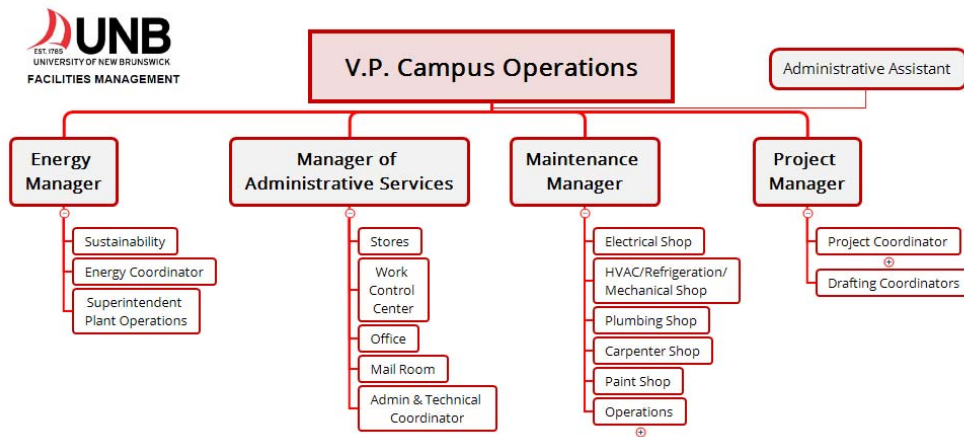 UNB
EST. 1785
UNIVERSITY OF NEW BRUNSWICK
FACILITIES MANAGEMENT
V.P. Campus Operations
Administrative Assistant
Energy
Manager
Sustainability
Energy Coordinator
Superintendent
Plant Operations
Manager of
Administrative Services
Stores
Work
Control
Center
Office
Mail Room
Admin & Technical
Coordinator
Maintenance
Manager
Electrical Shop
HVAC/Refrigeration/
Mechanical Shop
Plumbing Shop
Carpenter Shop
Paint Shop
Operations
Project
Manager
Project Coordinator
Drafting Coordinators